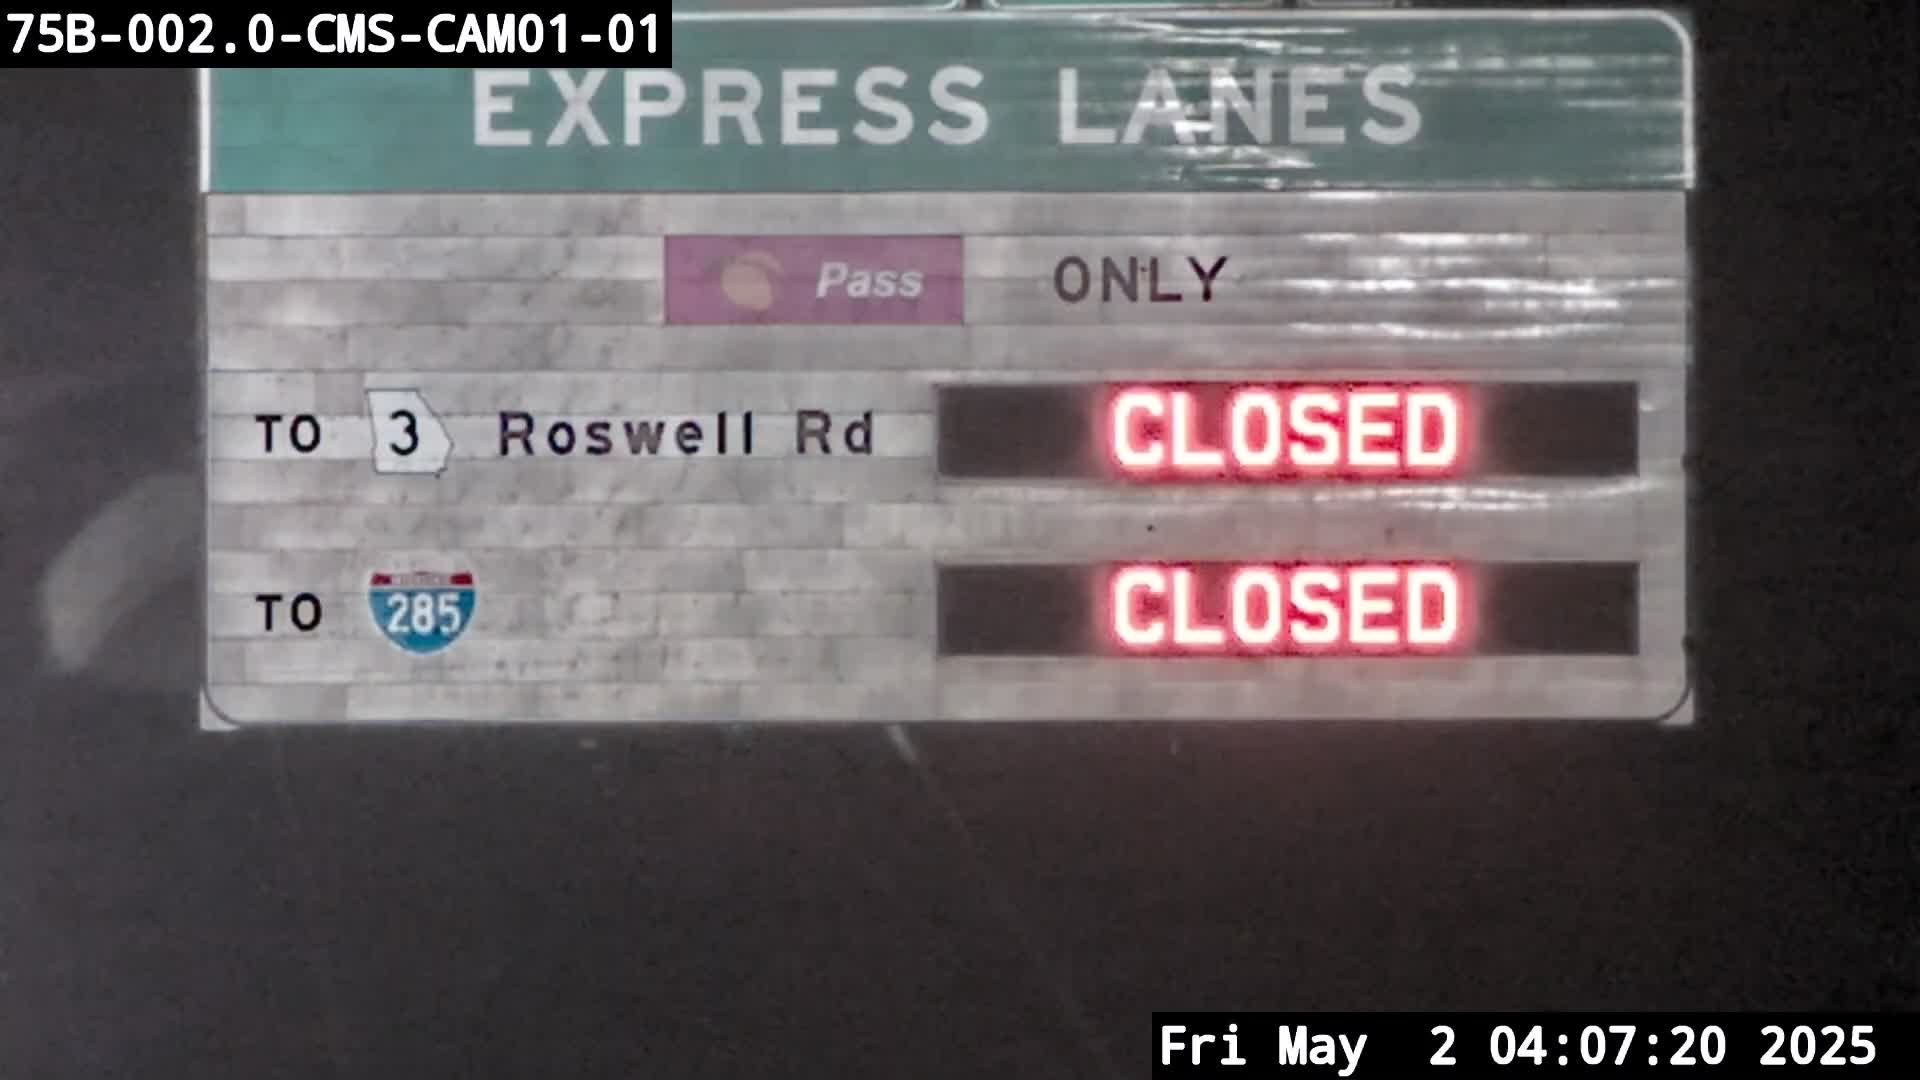 75B-002.0-CMS-CAM01-01
EXPRESS LANES
Pass ONLY
TO 3 Roswell Rd CLOSED
TO 285 CLOSED
Fri May 2 04:07:20 2025